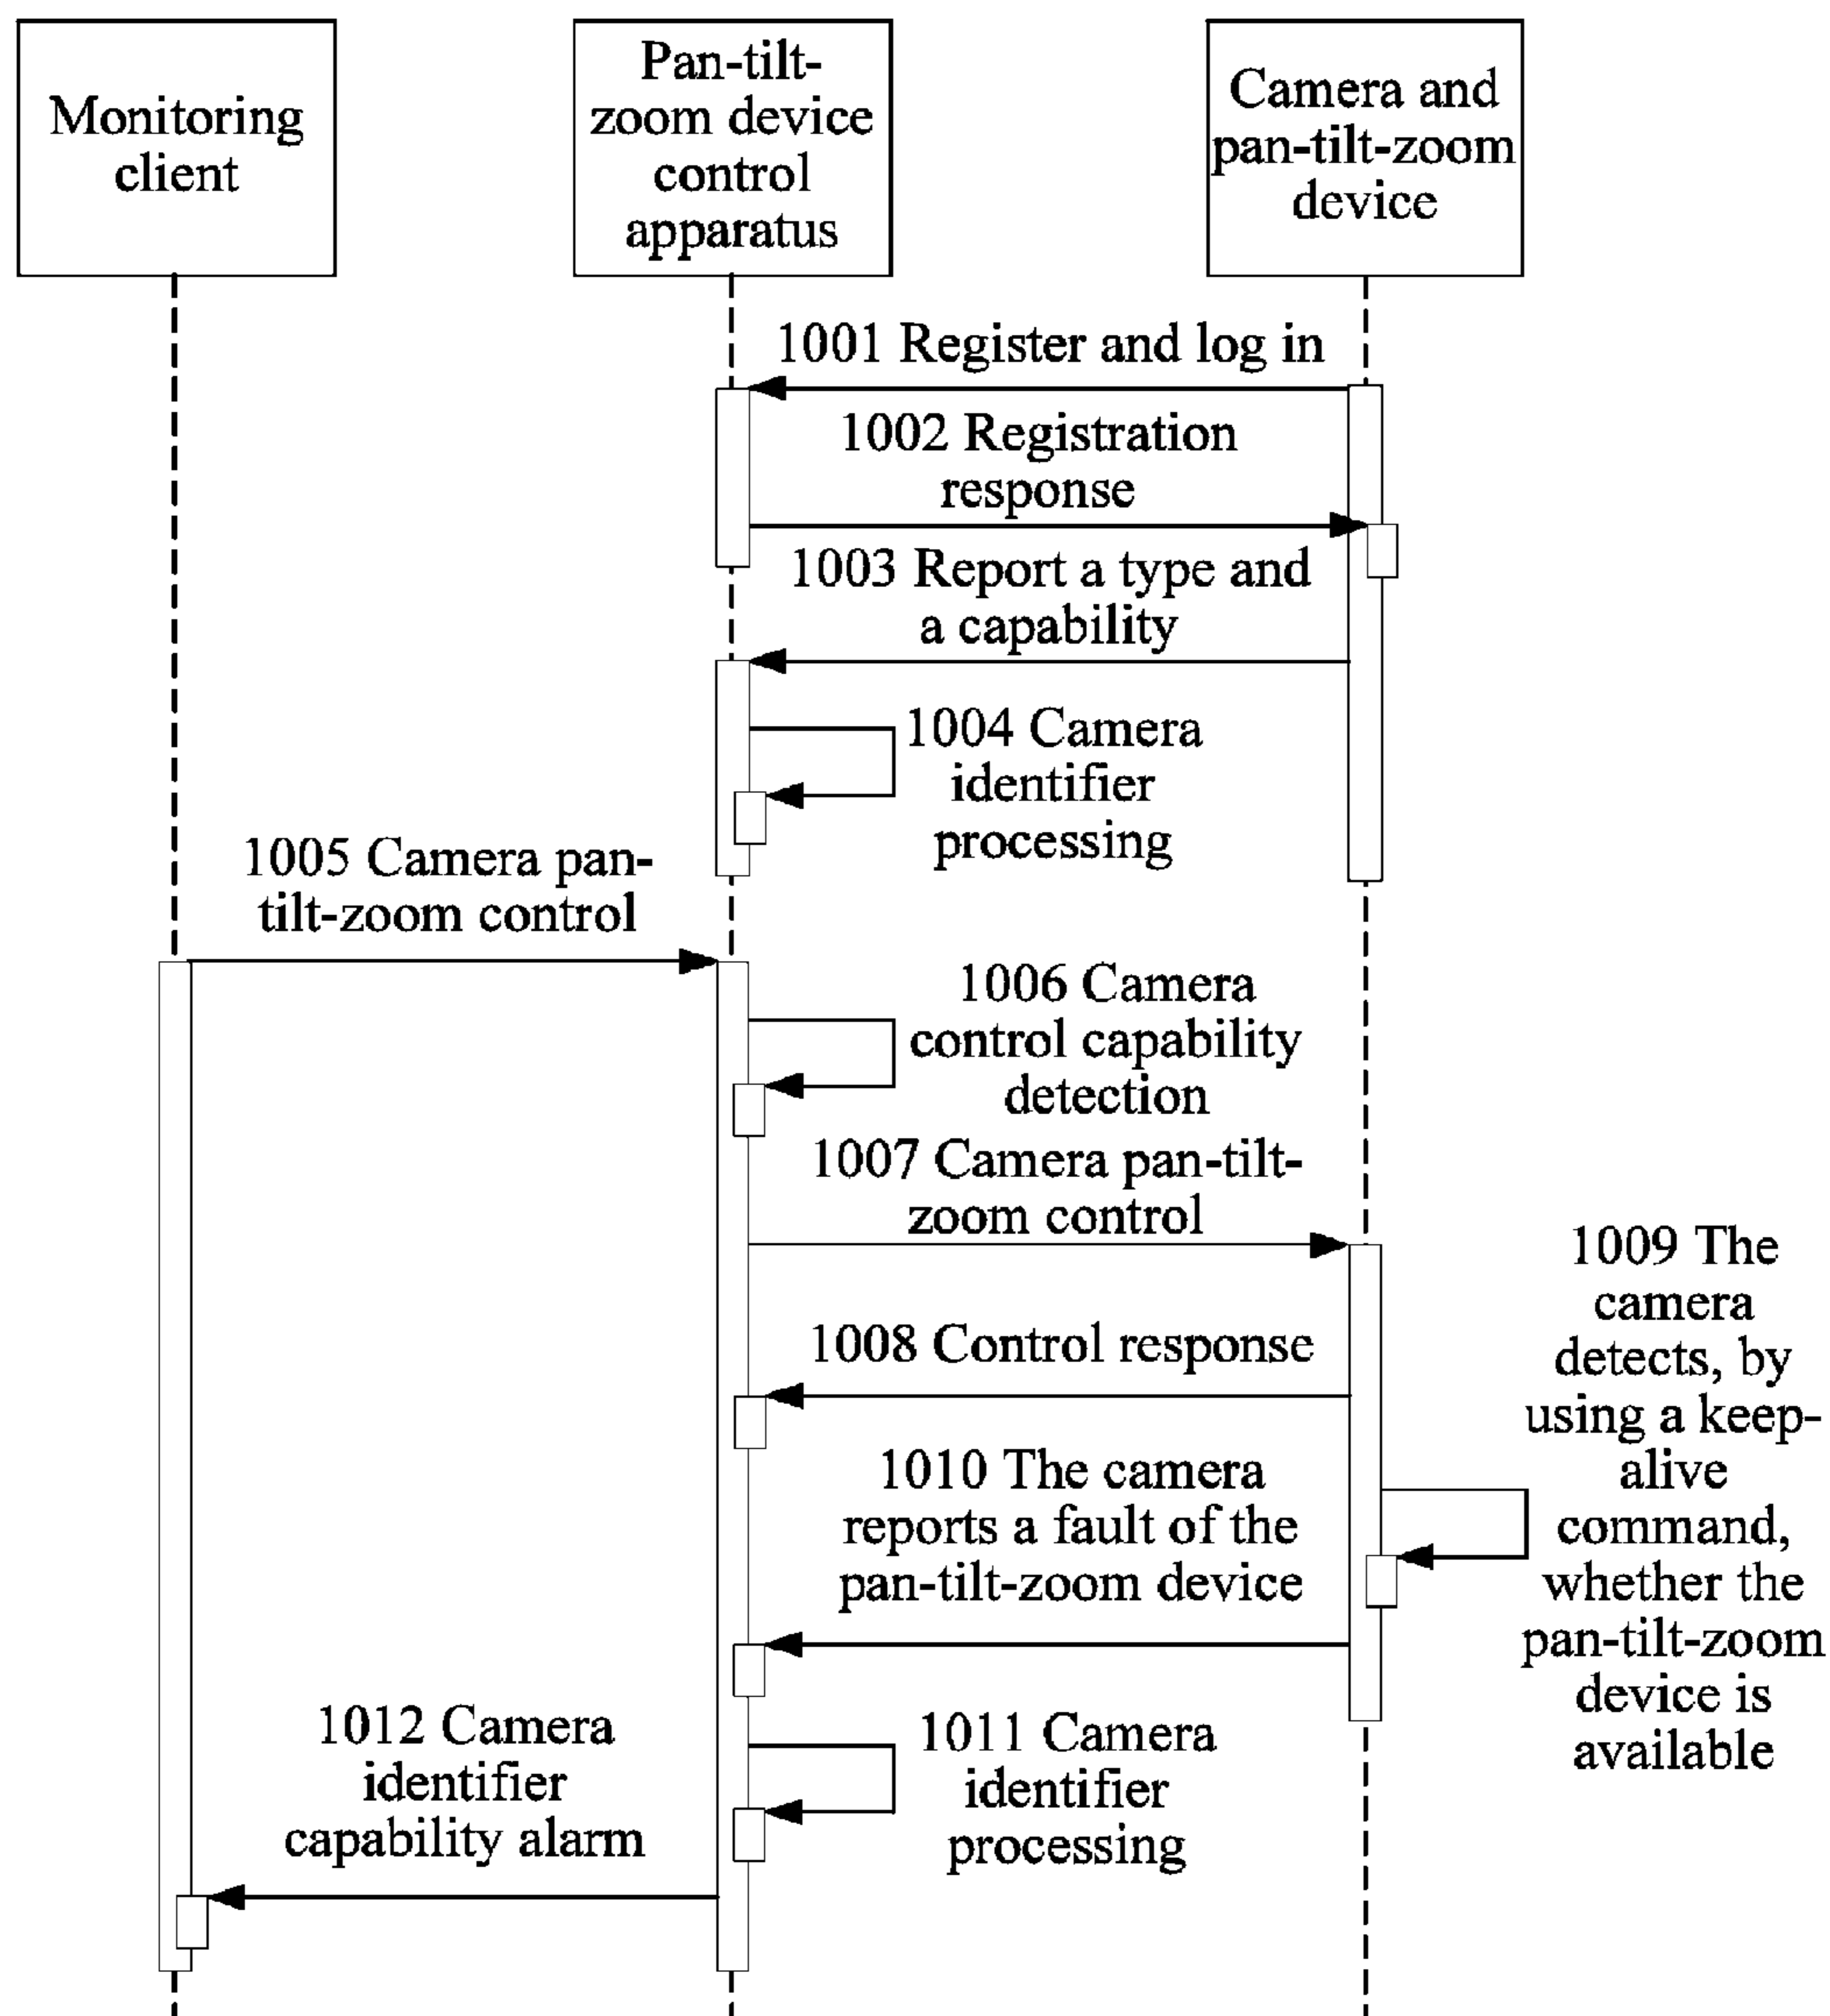 Monitoring
client
Pan-tilt-
zoom device
control
apparatus
Camera and
pan-tilt-zoom
device
1001 Register and log in
1002 Registration
response
1003 Report a type and
a capability
1004 Camera
identifier
processing
1005 Camera pan-
tilt-zoom control
1006 Camera
control capability
detection
1007 Camera pan-tilt-
zoom control
1008 Control response
1009 The
camera
detects, by
using a keep-
alive
command,
whether the
pan-tilt-zoom
device is
available
1010 The camera
reports a fault of the
pan-tilt-zoom device
1011 Camera
identifier
processing
1012 Camera
identifier
capability alarm